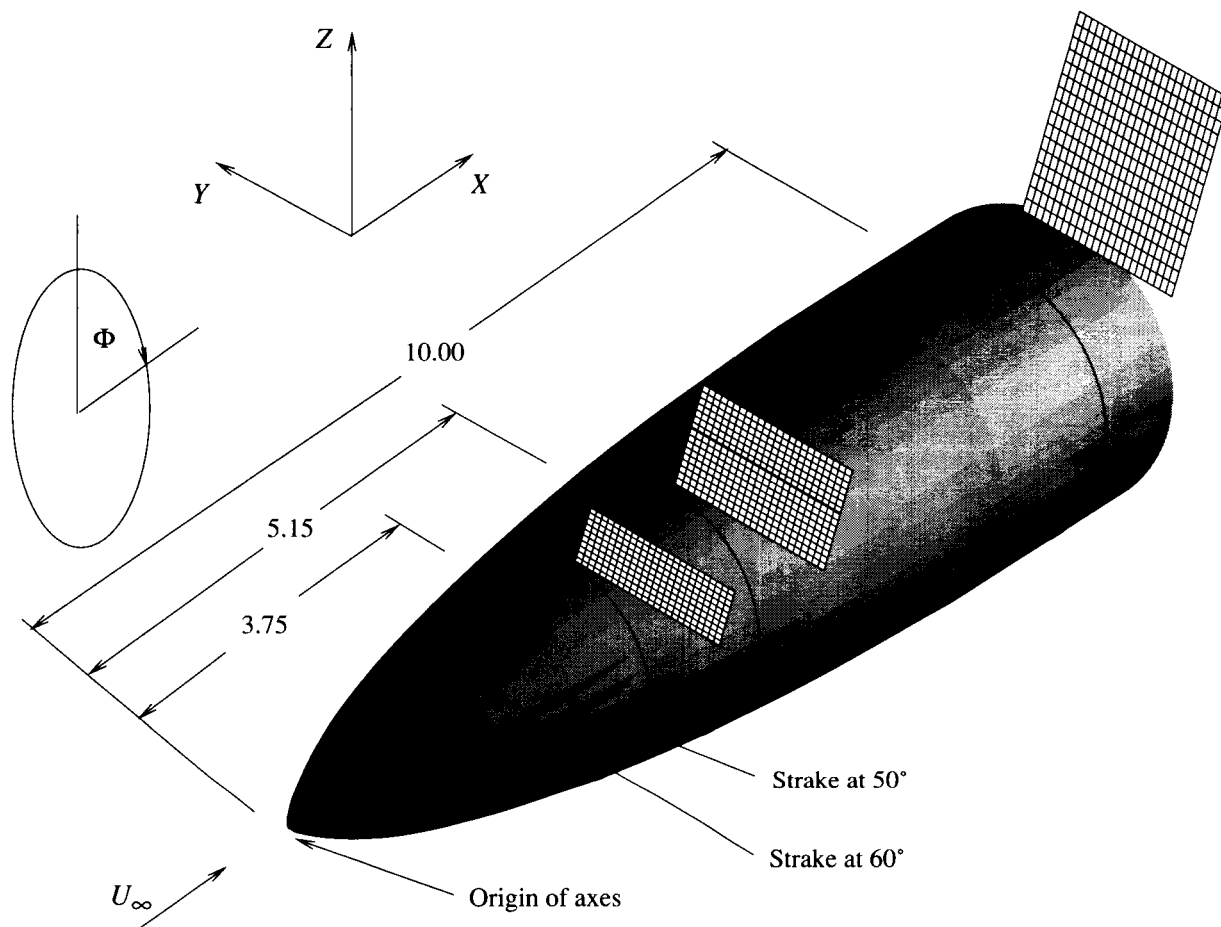 Z
Y
X
Φ
10.00
5.15
3.75
Strake at 50°
Strake at 60°
Origin of axes
U∞